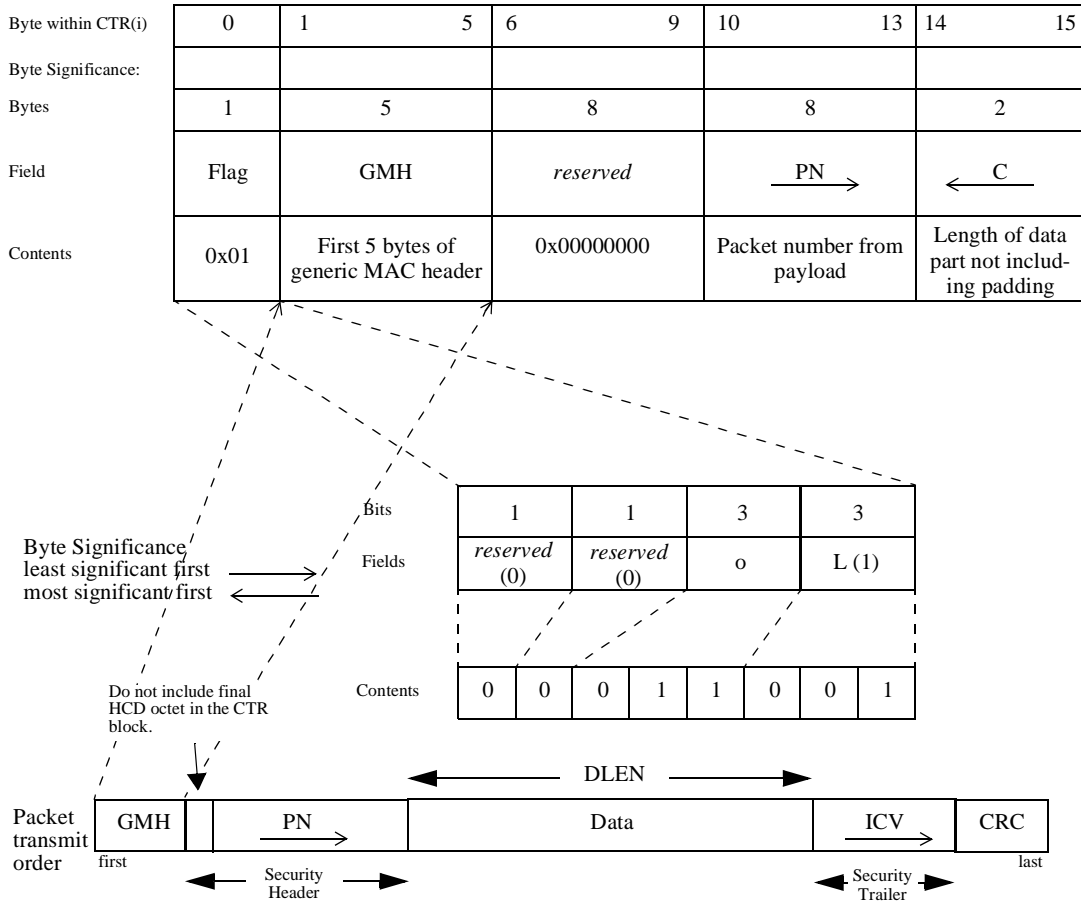 Byte within CTR(i) 0 1 5 6 9 10 13 14 15
Byte Significance:
Bytes 1 5 8 8 2
Field Flag GMH reserved PN C
Contents 0x01 First 5 bytes of generic MAC header 0x00000000 Packet number from payload Length of data part not includ- ing padding
Bits 1 1 3 3
Fields reserved (0) reserved (0) o L (1)
Byte Significance
least significant first
most significant first
Contents 0 0 0 1 1 0 0 1
Do not include final
HCD octet in the CTR
block.
DLEN
Packet
transmit
order
GMH PN Data ICV CRC
first last
Security
Header
Security
Trailer